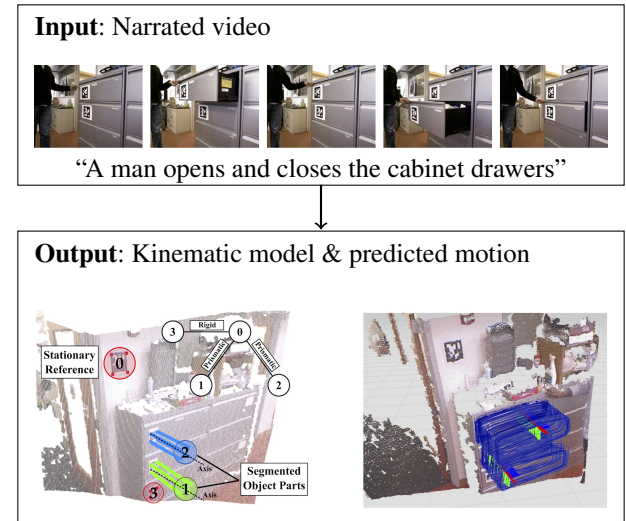 Input: Narrated video
“A man opens and closes the cabinet drawers”
Output: Kinematic model & predicted motion
Rigid
3
0
Stationary
Reference
0
Prismatic
Prismatic
1
2
2
Axis
Segmented
Object Parts
3
1
Axis